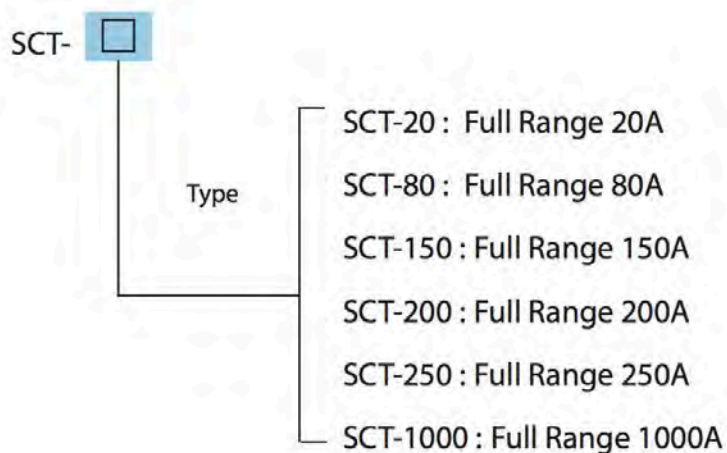 SCT-
Type
SCT-20 : Full Range 20A
SCT-80 : Full Range 80A
SCT-150 : Full Range 150A
SCT-200 : Full Range 200A
SCT-250 : Full Range 250A
SCT-1000 : Full Range 1000A